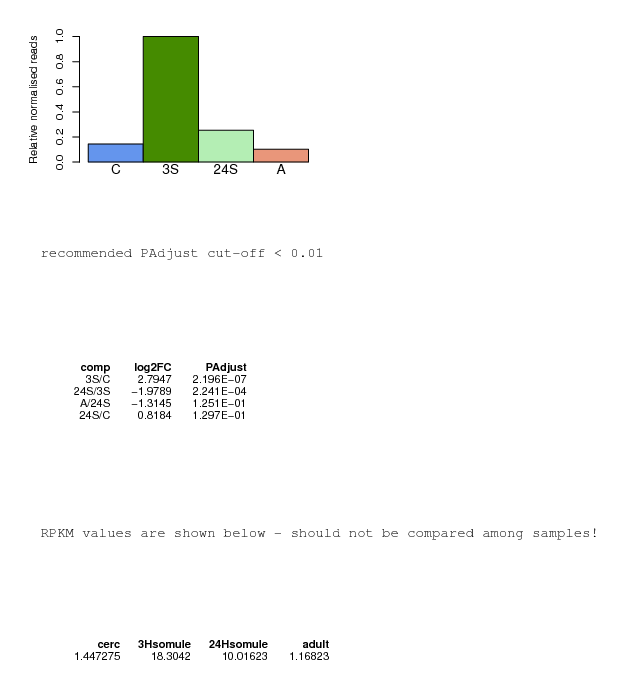 Relative normalised reads
1.0
0.8
0.6
0.4
0.2
0.0
C 3S 24S A
recommended PAdjust cut-off < 0.01
comp log2FC PAdjust
3S/C 2.7947 2.196E-07
24S/3S -1.9789 2.241E-04
A/24S -1.3145 1.251E-01
24S/C 0.8184 1.297E-01
RPKM values are shown below - should not be compared among samples!
cerc 3Hsomule 24Hsomule adult
1.447275 18.3042 10.01623 1.16823